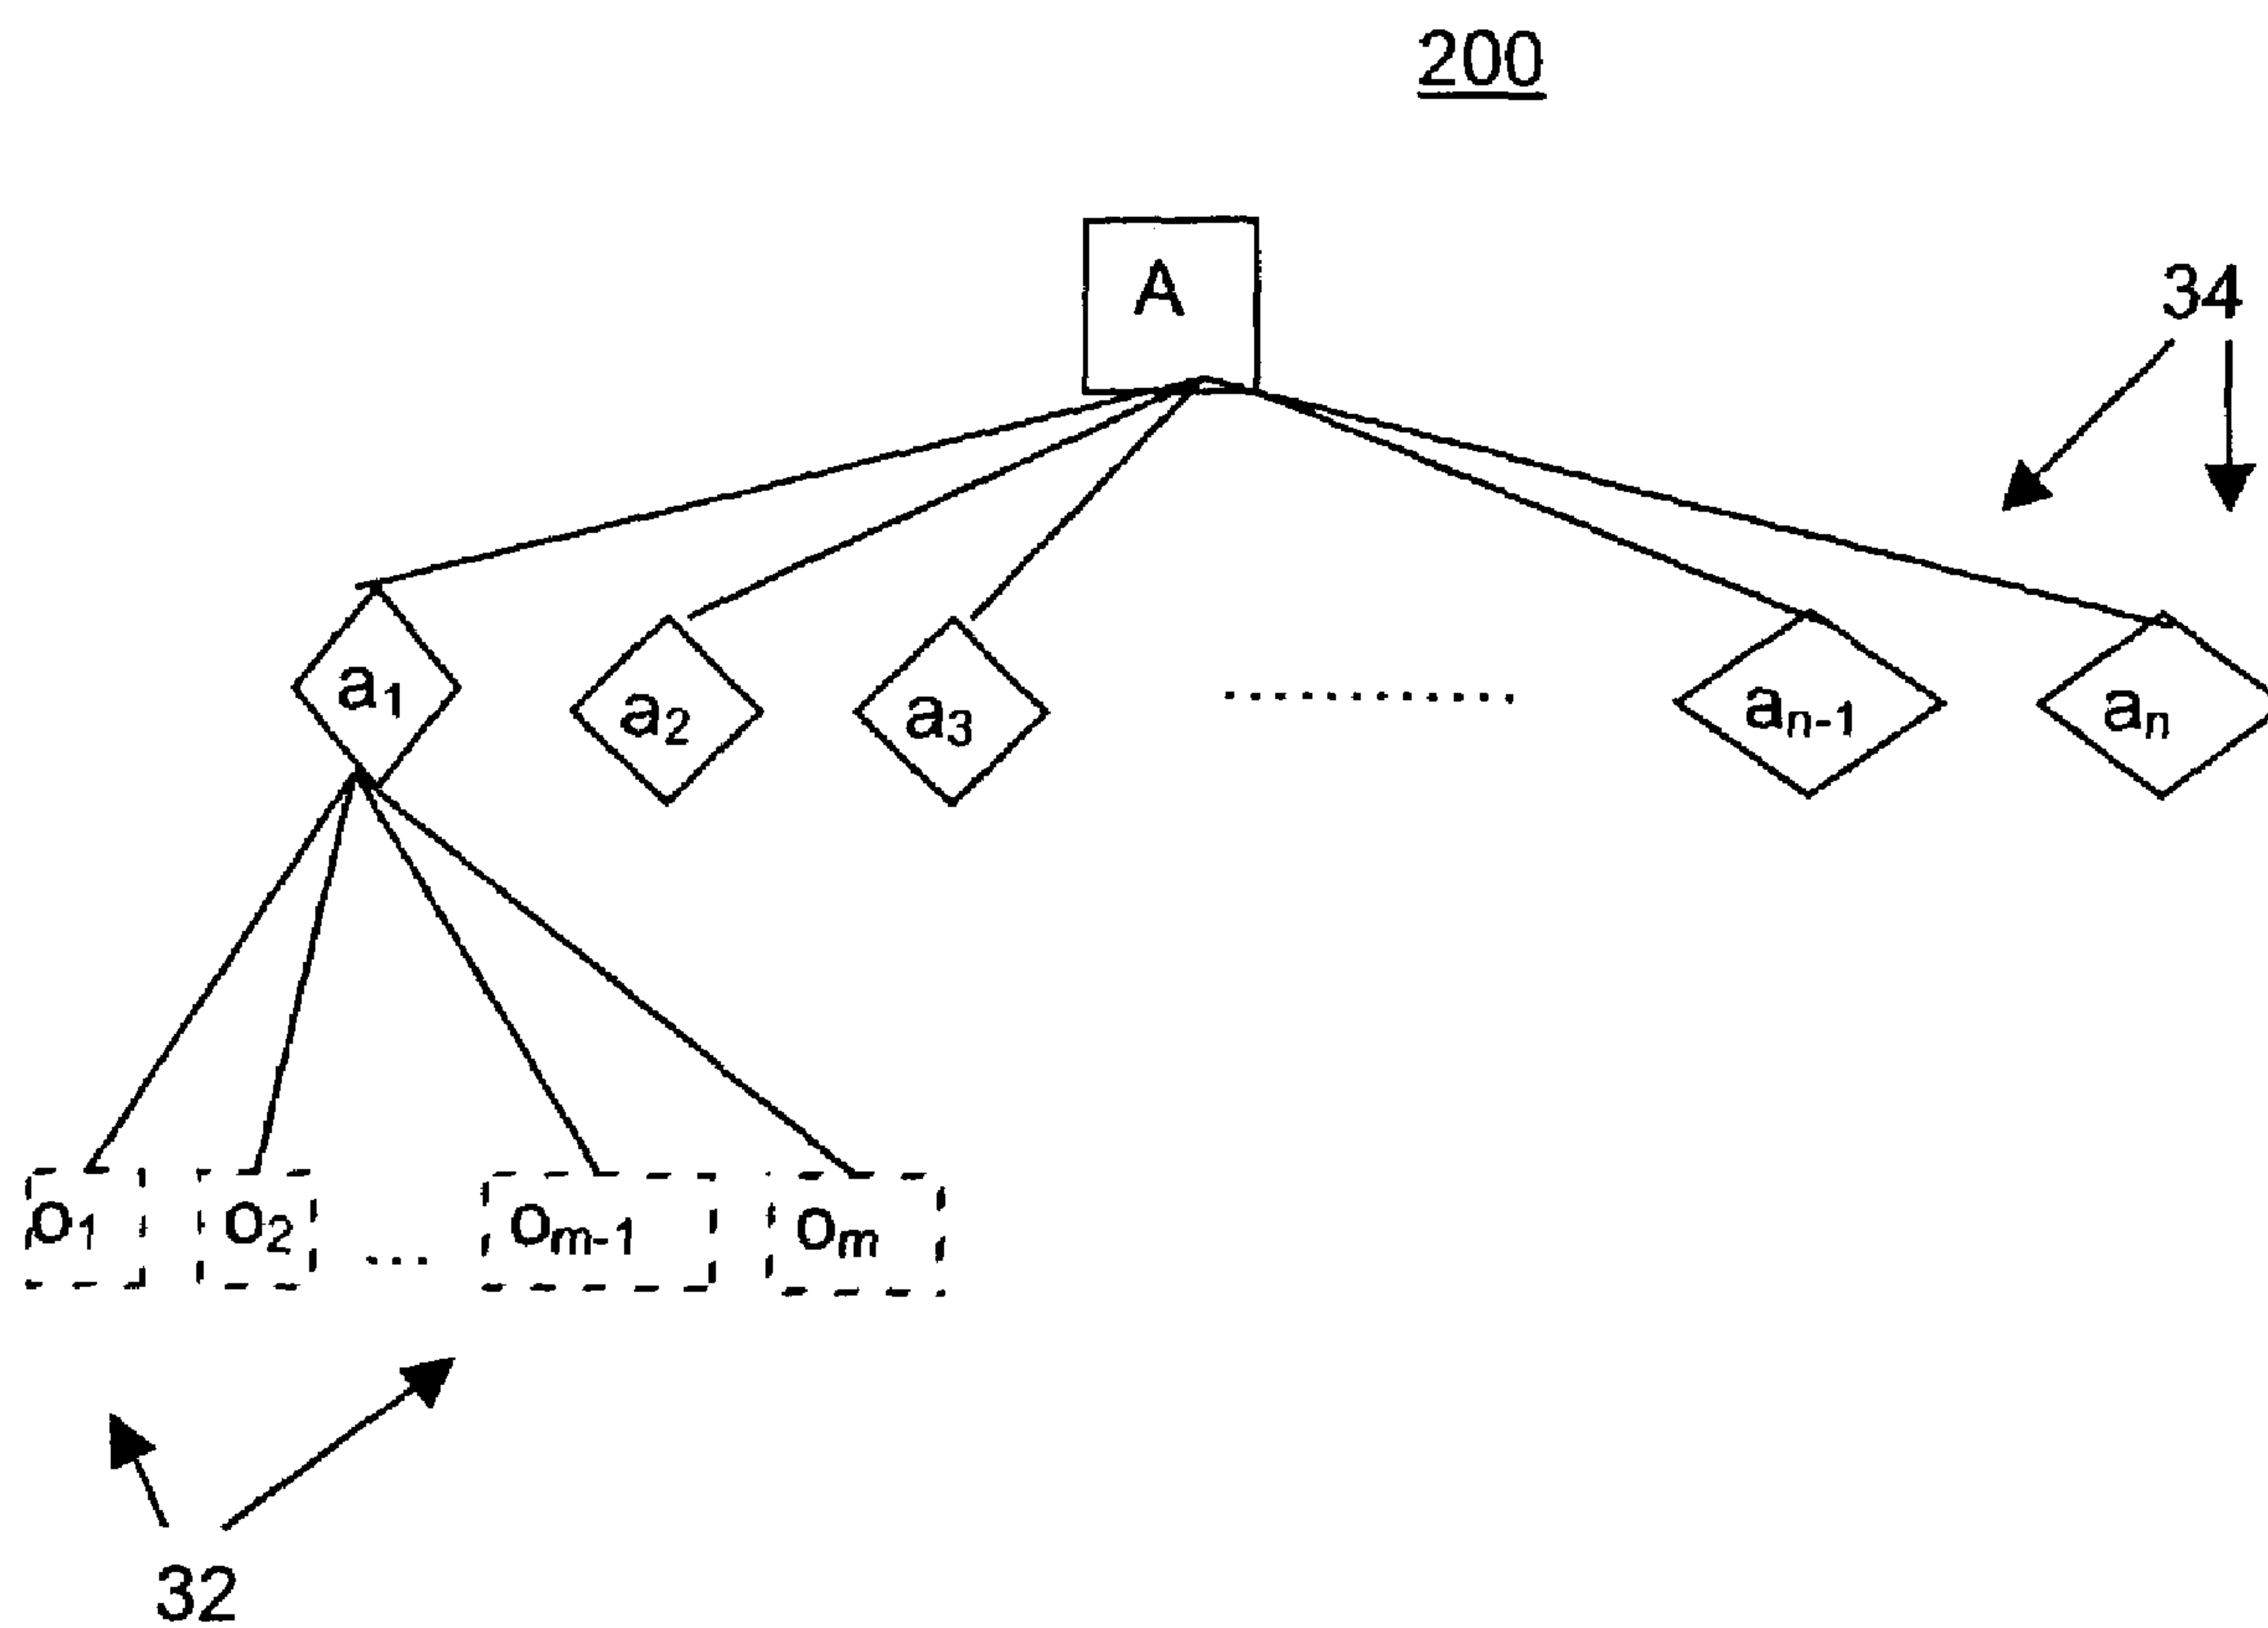 200
A
34
a₁ a₂ a₃ ............ aₙ₋₁ aₙ
o₁ o₂ ... oₘ₋₁ oₘ
32